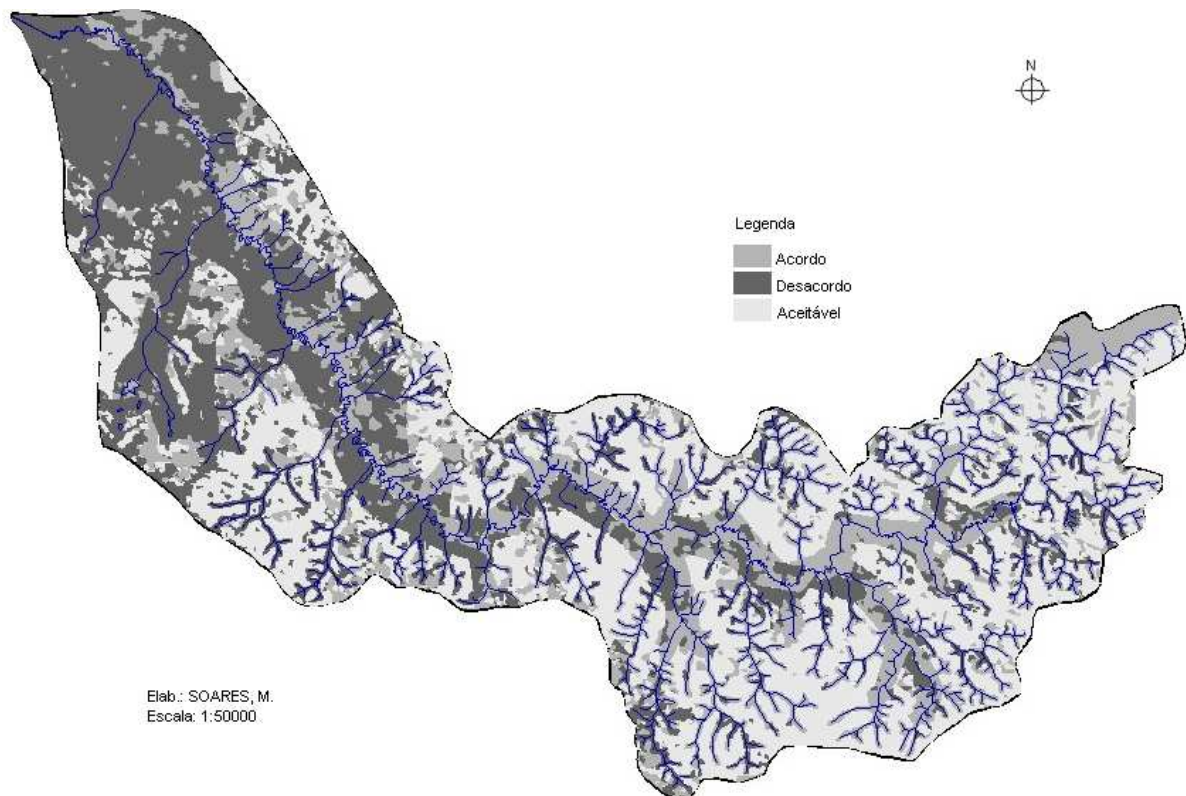 N
Legenda
Acordo
Desacordo
Aceitável
Elab.: SOARES, M.
Escala: 1:50000